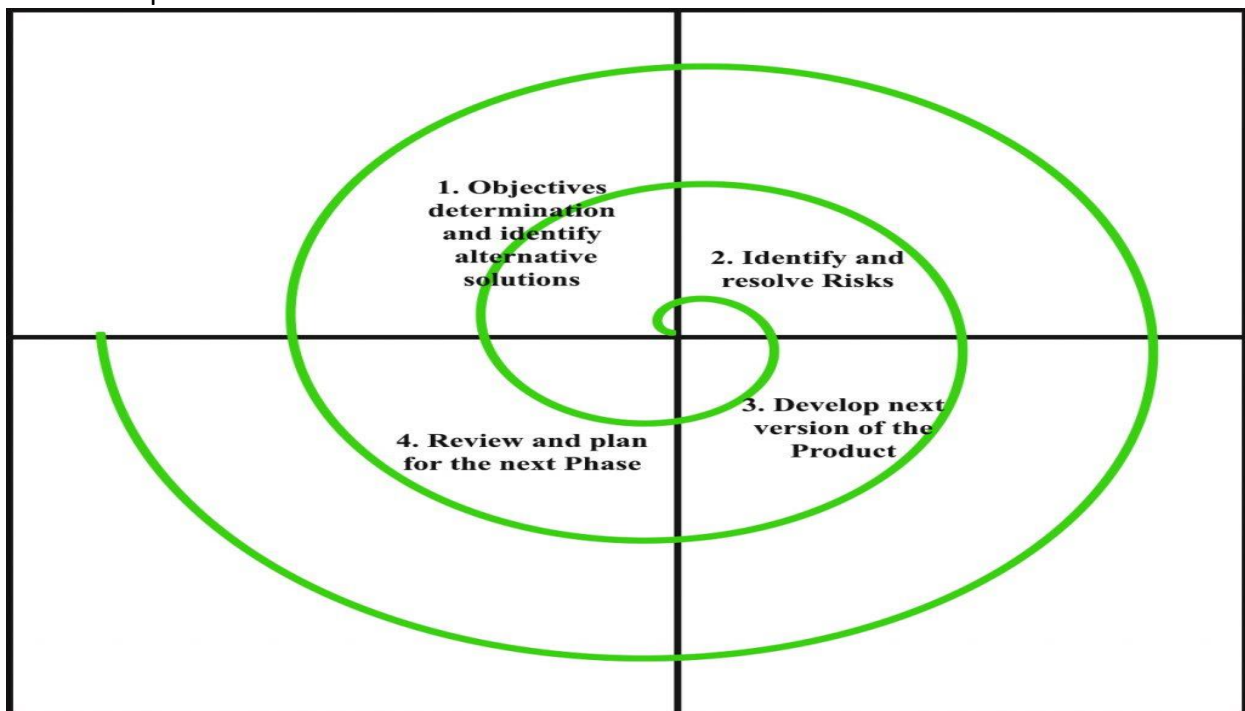 1. Objectives
determination
and identify
alternative
solutions
2. Identify and
resolve Risks
3. Develop next
version of the
Product
4. Review and plan
for the next Phase